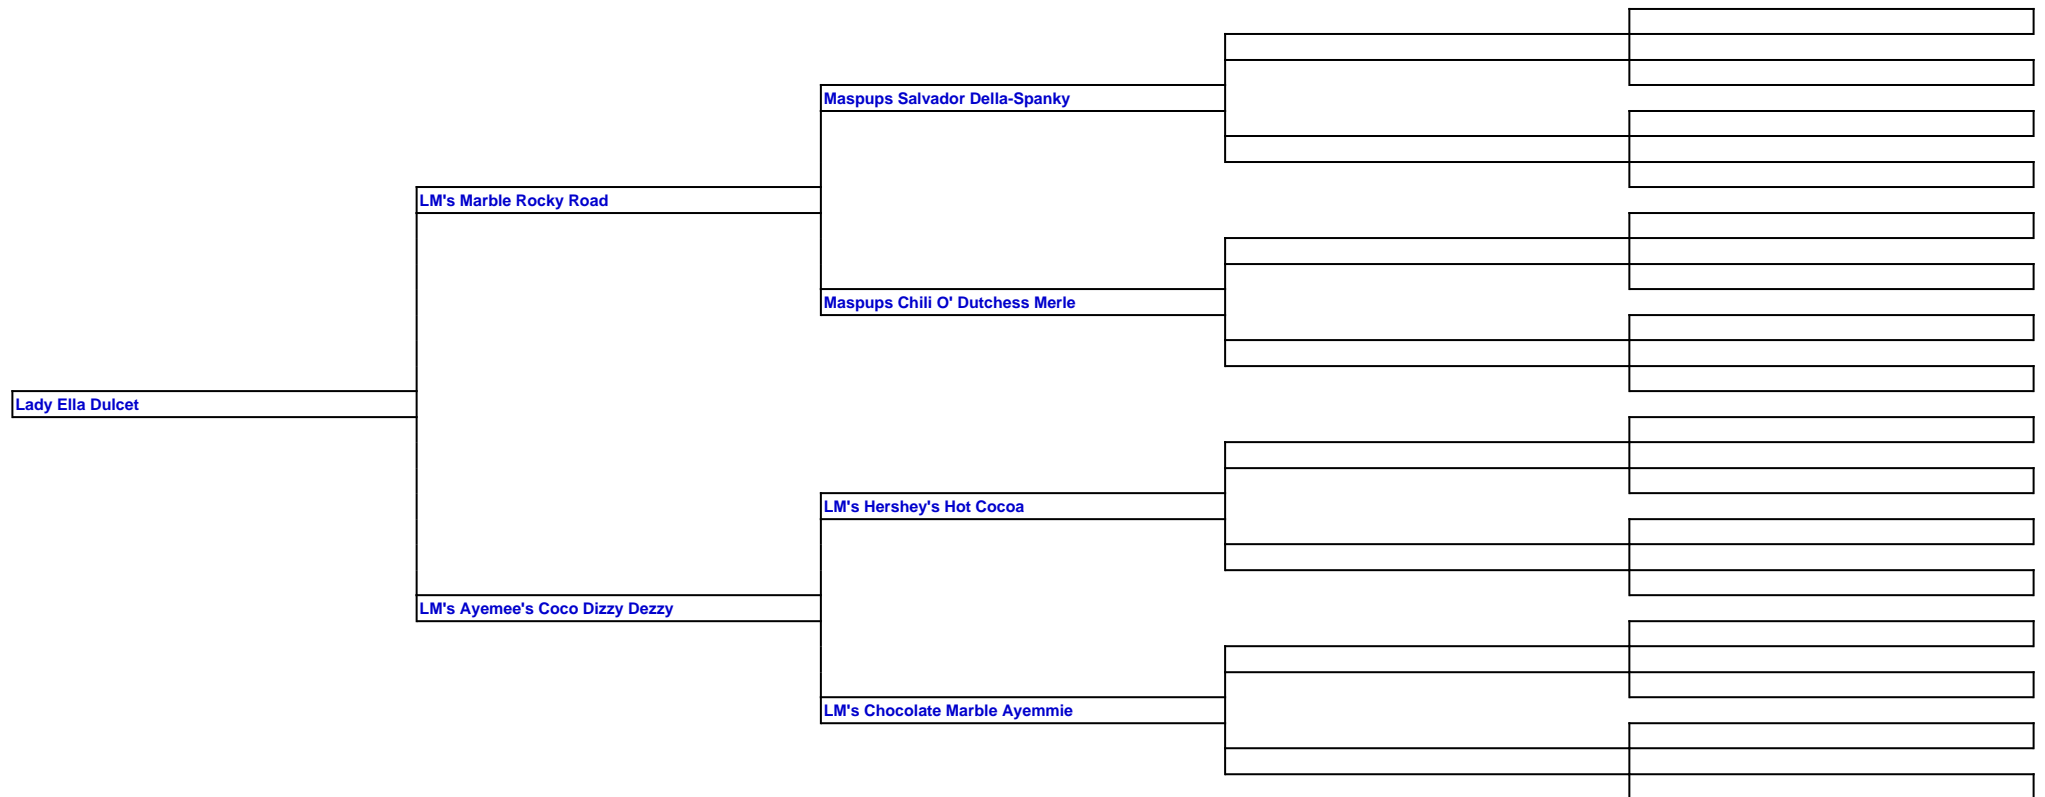 Maspups Salvador Della-Spanky
LM's Marble Rocky Road
Maspups Chili O' Dutchess Merle
Lady Ella Dulcet
LM's Hershey's Hot Cocoa
LM's Ayemee's Coco Dizzy Dezzy
LM's Chocolate Marble Ayemmie